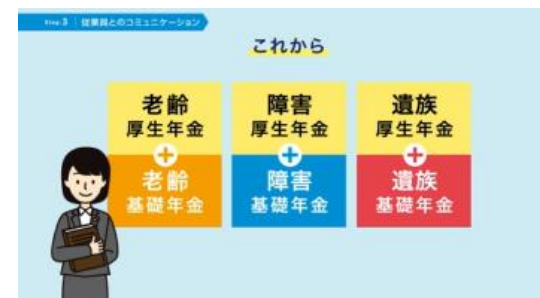 Step.3 従業員とのコミュニケーション
これから
老齢
厚生年金
+
老齢
基礎年金
障害
厚生年金
+
障害
基礎年金
遺族
厚生年金
+
遺族
基礎年金